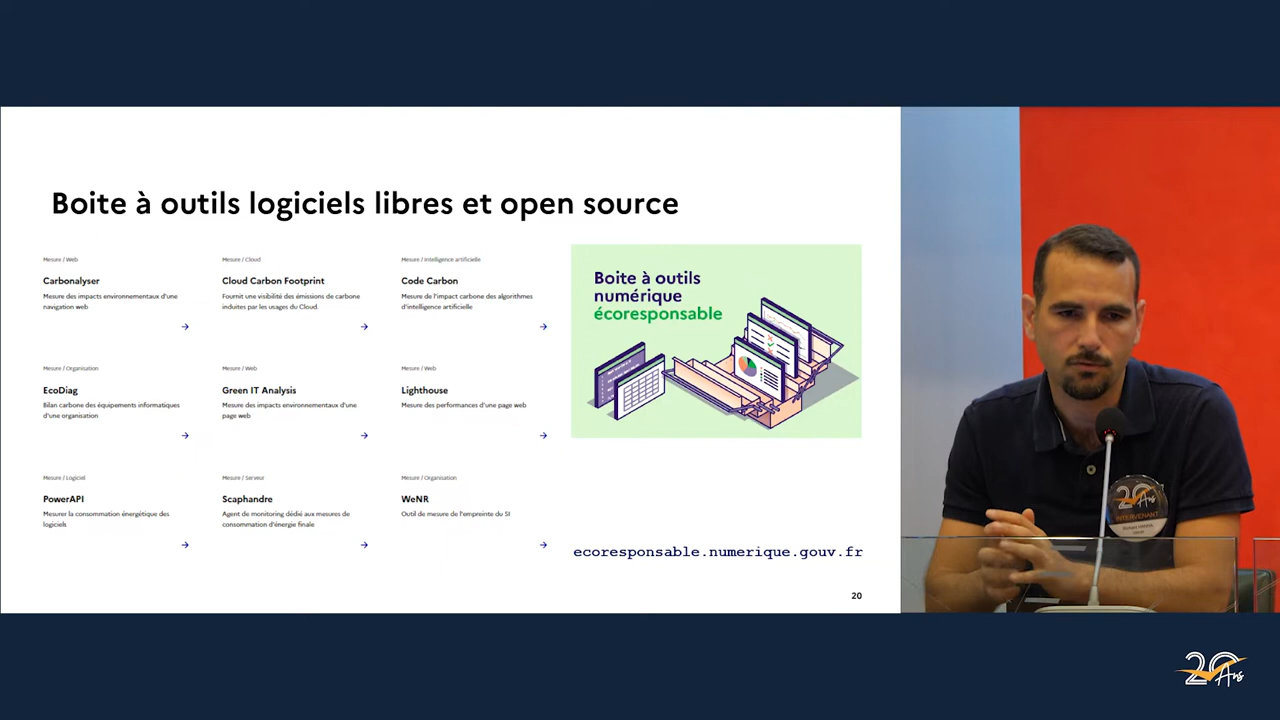 Boite à outils logiciels libres et open source
Mesure / Web
Carbonalyser
Mesure des impacts environnementaux d'une
navigation web
Mesure / Cloud
Cloud Carbon Footprint
Fournit une visibilité des émissions de carbone
induites par les usages du Cloud.
Mesure / Intelligence artificielle
Code Carbon
Mesure de l'impact carbone des algorithmes
d'intelligence artificielle
Mesure / Organisation
EcoDiag
Bilan carbone des équipements informatiques
d'une organisation
Mesure / Web
Green IT Analysis
Mesure des impacts environnementaux d'une
page web
Mesure / Web
Lighthouse
Mesure des performances d'une page web
Mesure / Logiciel
PowerAPI
Mesurer la consommation énergétique des
logiciels
Mesure / Serveur
Scaphandre
Agent de monitoring dédié aux mesures de
consommation d'énergie finale
Mesure / Organisation
WeNR
Outil de mesure de l'empreinte du SI
Boite à outils
numérique
écoresponsable
ecoresponsable.numerique.gouv.fr
20
20 Ans
INTERVENANT
20 Ans